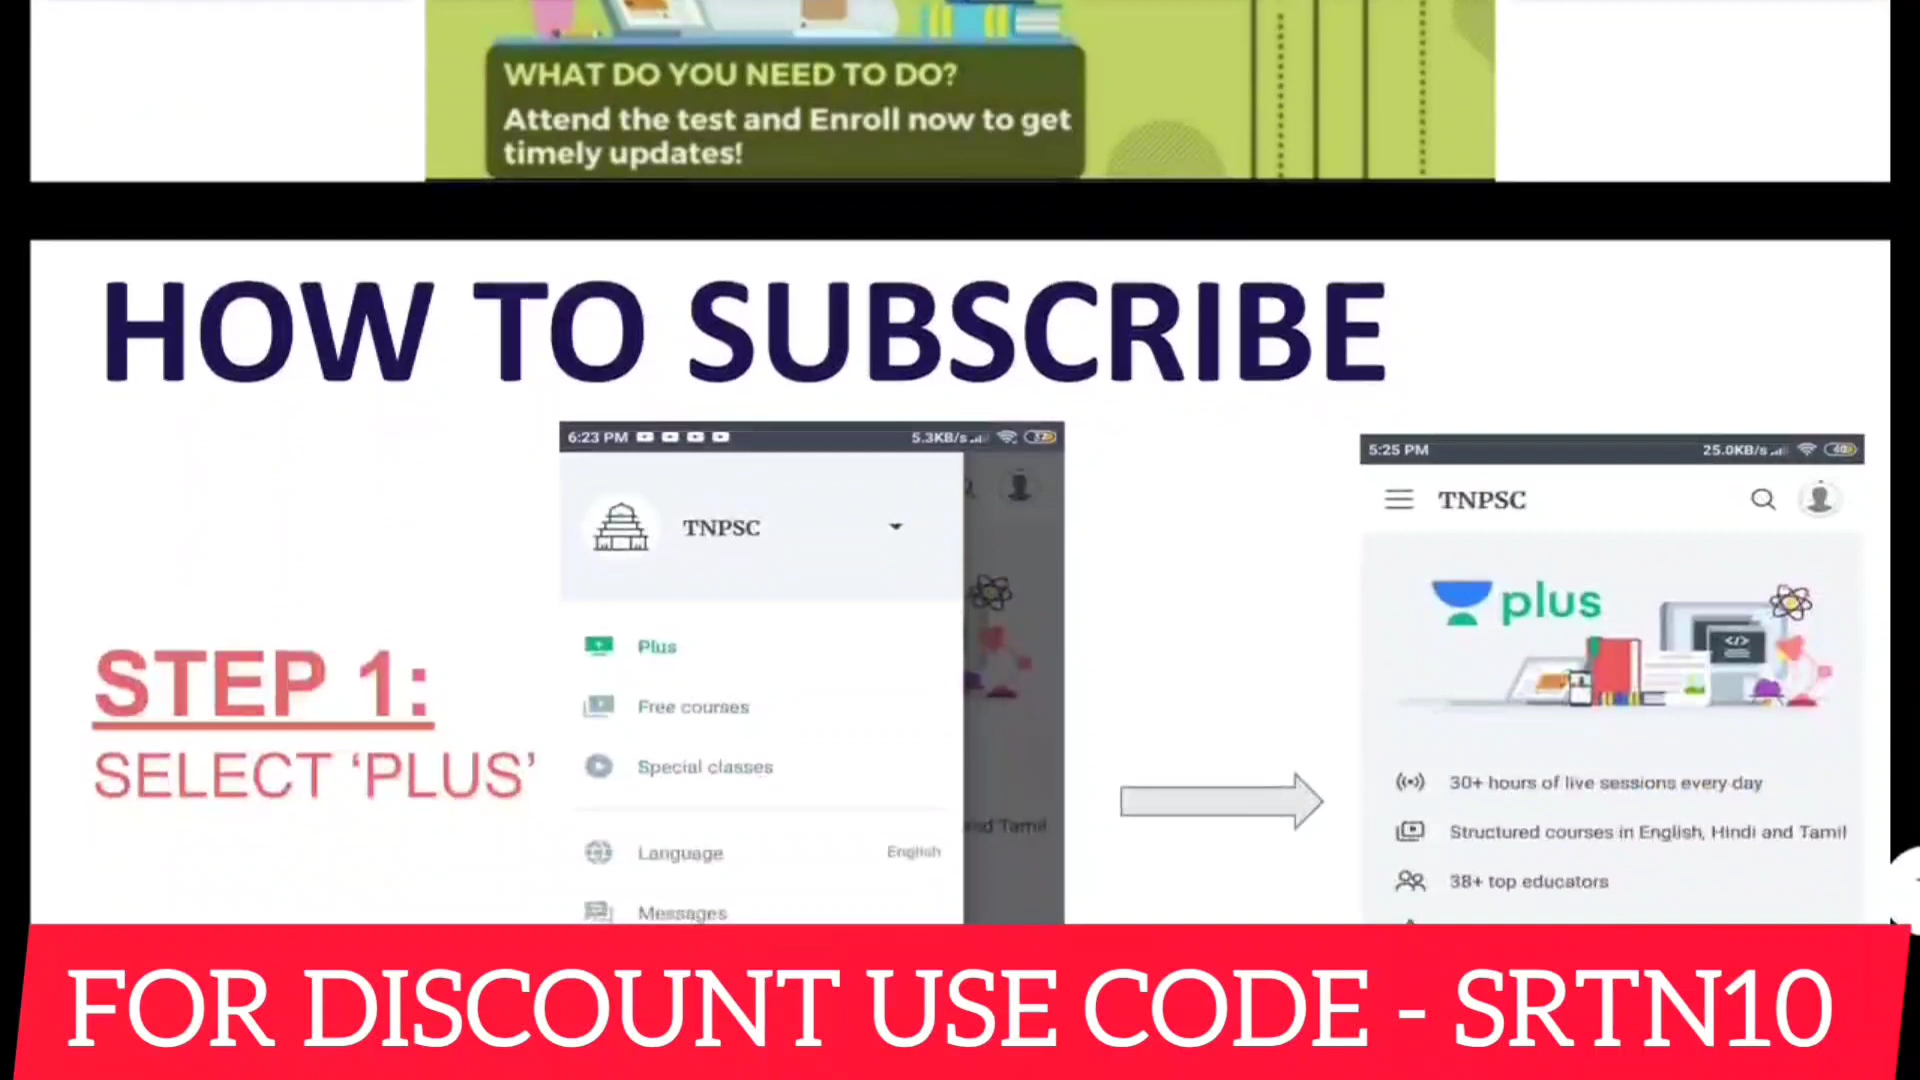 WHAT DO YOU NEED TO DO?
Attend the test and Enroll now to get
timely updates!
HOW TO SUBSCRIBE
STEP 1:
SELECT ‘PLUS’
6:23 PM
5.3KB/s
TNPSC
Plus
Free courses
Special classes
Language
English
Messages
and Tamil
5:25 PM
25.0KB/s
40
TNPSC
plus
</>
30+ hours of live sessions every day
Structured courses in English, Hindi and Tamil
38+ top educators
FOR DISCOUNT USE CODE - SRTN10